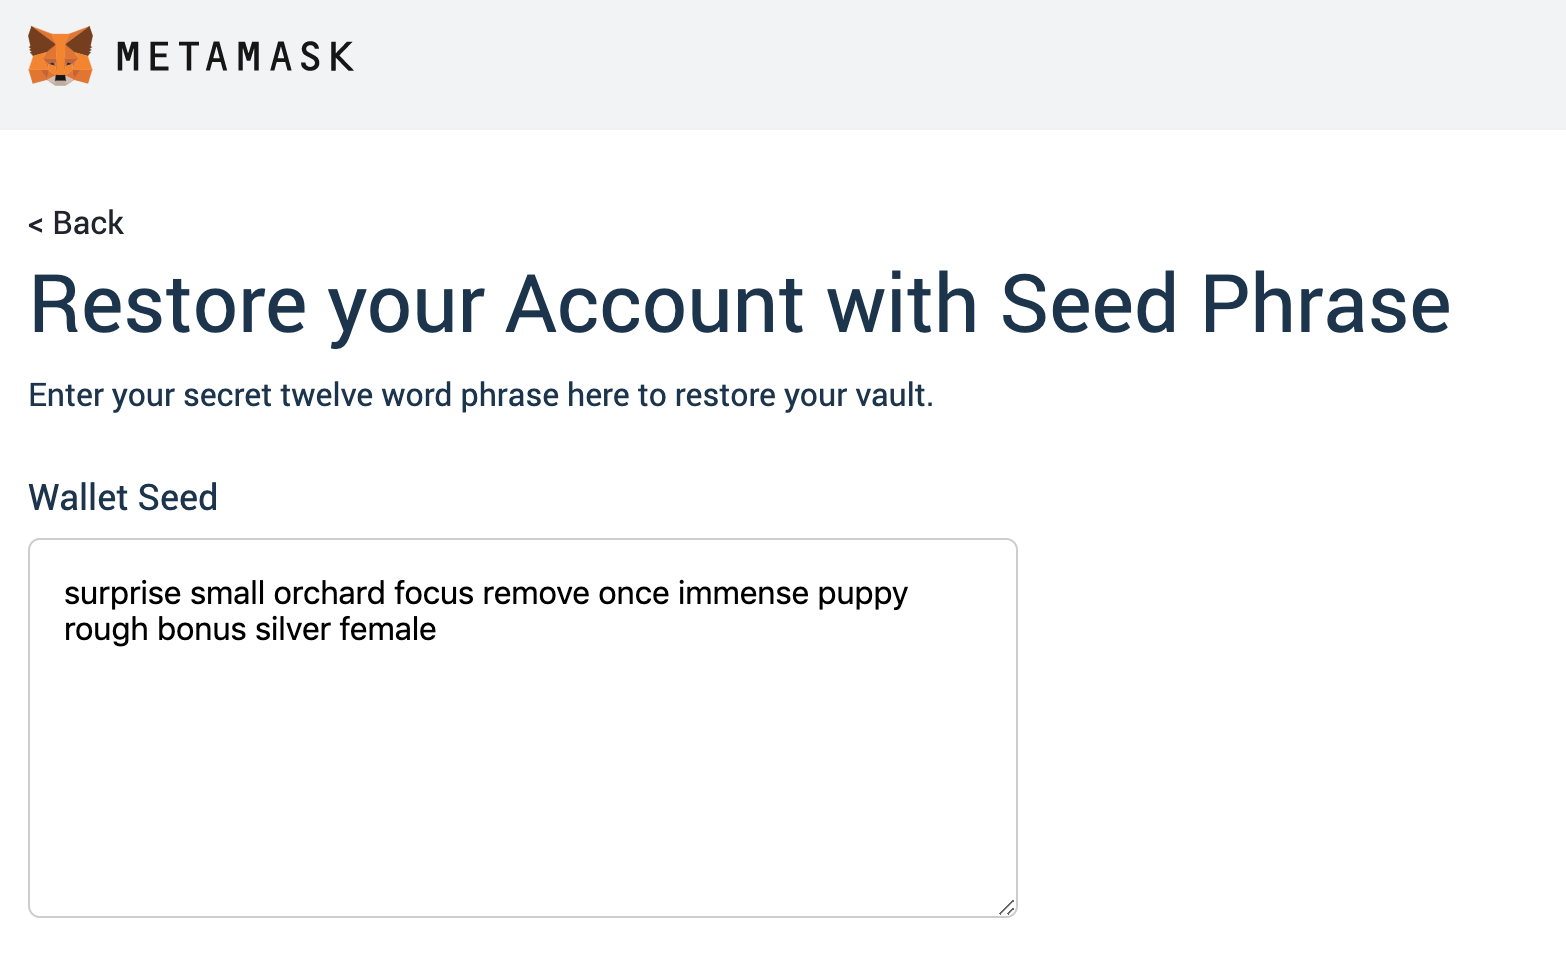 METAMASK
< Back
Restore your Account with Seed Phrase
Enter your secret twelve word phrase here to restore your vault.
Wallet Seed
surprise small orchard focus remove once immense puppy
rough bonus silver female